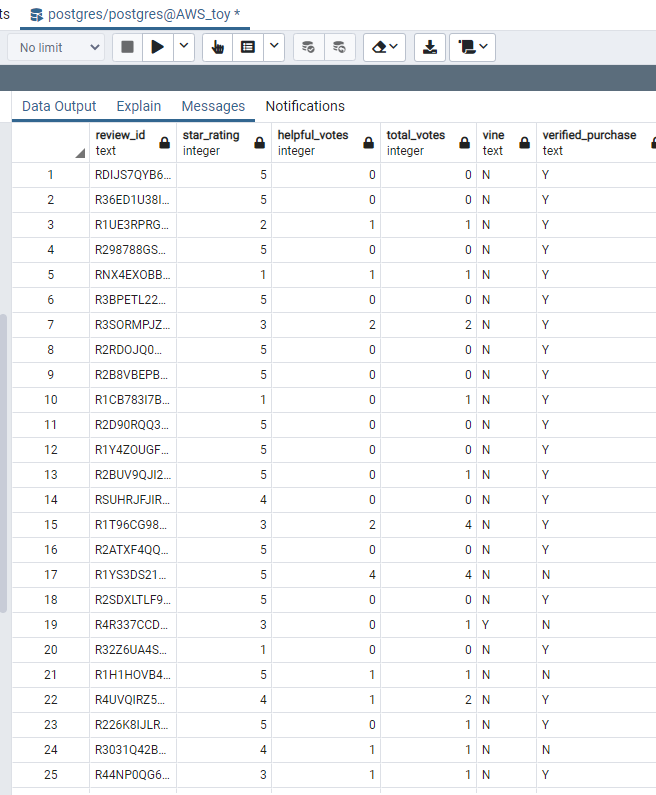 ts postgres/postgres@AWS_toy *
No limit
Data Output Explain Messages Notifications
review_id star_rating helpful_votes total_votes vine verified_purchase
text integer integer integer text text
1 RDIJS7QYB6... 5 0 0 N Y
2 R36ED1U38I... 5 0 0 N Y
3 R1UE3RPRG... 2 1 1 N Y
4 R298788GS... 5 0 0 N Y
5 RNX4EXOBB... 1 1 1 N Y
6 R3BPETL22... 5 0 0 N Y
7 R3SORMPJZ... 3 2 2 N Y
8 R2RDOJQ0... 5 0 0 N Y
9 R2B8VBEPB... 5 0 0 N Y
10 R1CB783I7B... 1 0 1 N Y
11 R2D90RQQ3... 5 0 0 N Y
12 R1Y4ZOUGF... 5 0 0 N Y
13 R2BUV9QJI2... 5 0 1 N Y
14 RSUHRJFJIR... 4 0 0 N Y
15 R1T96CG98... 3 2 4 N Y
16 R2ATXF4QQ... 5 0 0 N Y
17 R1YS3DS21... 5 4 4 N N
18 R2SDXLTLF9... 5 0 0 N Y
19 R4R337CCD... 3 0 1 Y N
20 R32Z6UA4S... 1 0 0 N Y
21 R1H1HOVB4... 5 1 1 N N
22 R4UVQIRZ5... 4 1 2 N Y
23 R226K8IJLR... 5 0 1 N Y
24 R3031Q42B... 4 1 1 N N
25 R44NP0QG6... 3 1 1 N Y